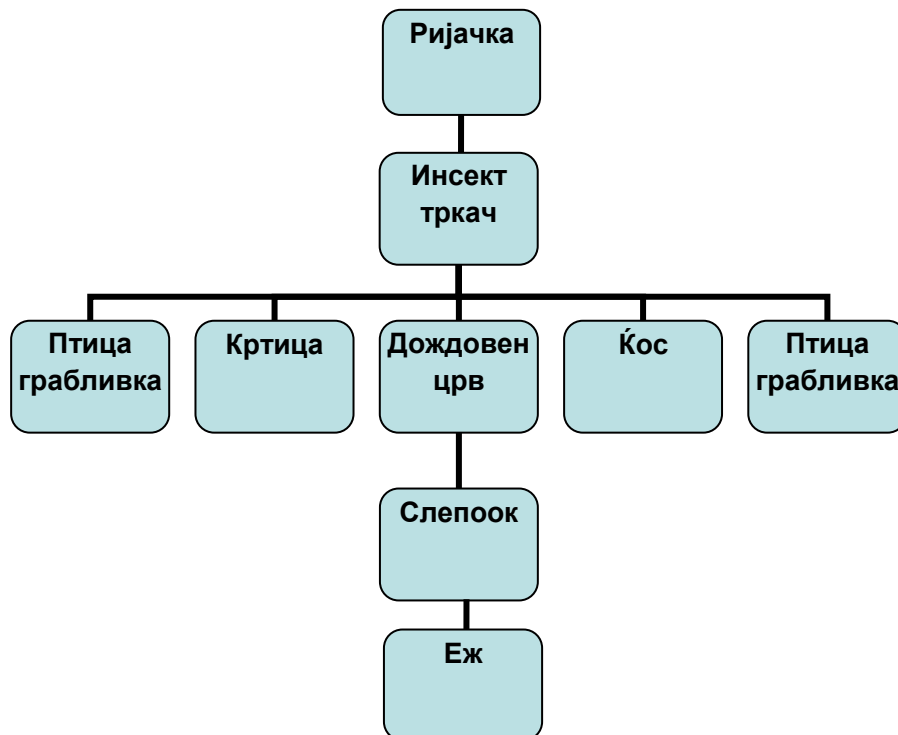 Ријачка
Инсект
тркач
Птица
грабливка
Кртица
Дождовен
црв
Ќос
Птица
грабливка
Слепоок
Еж